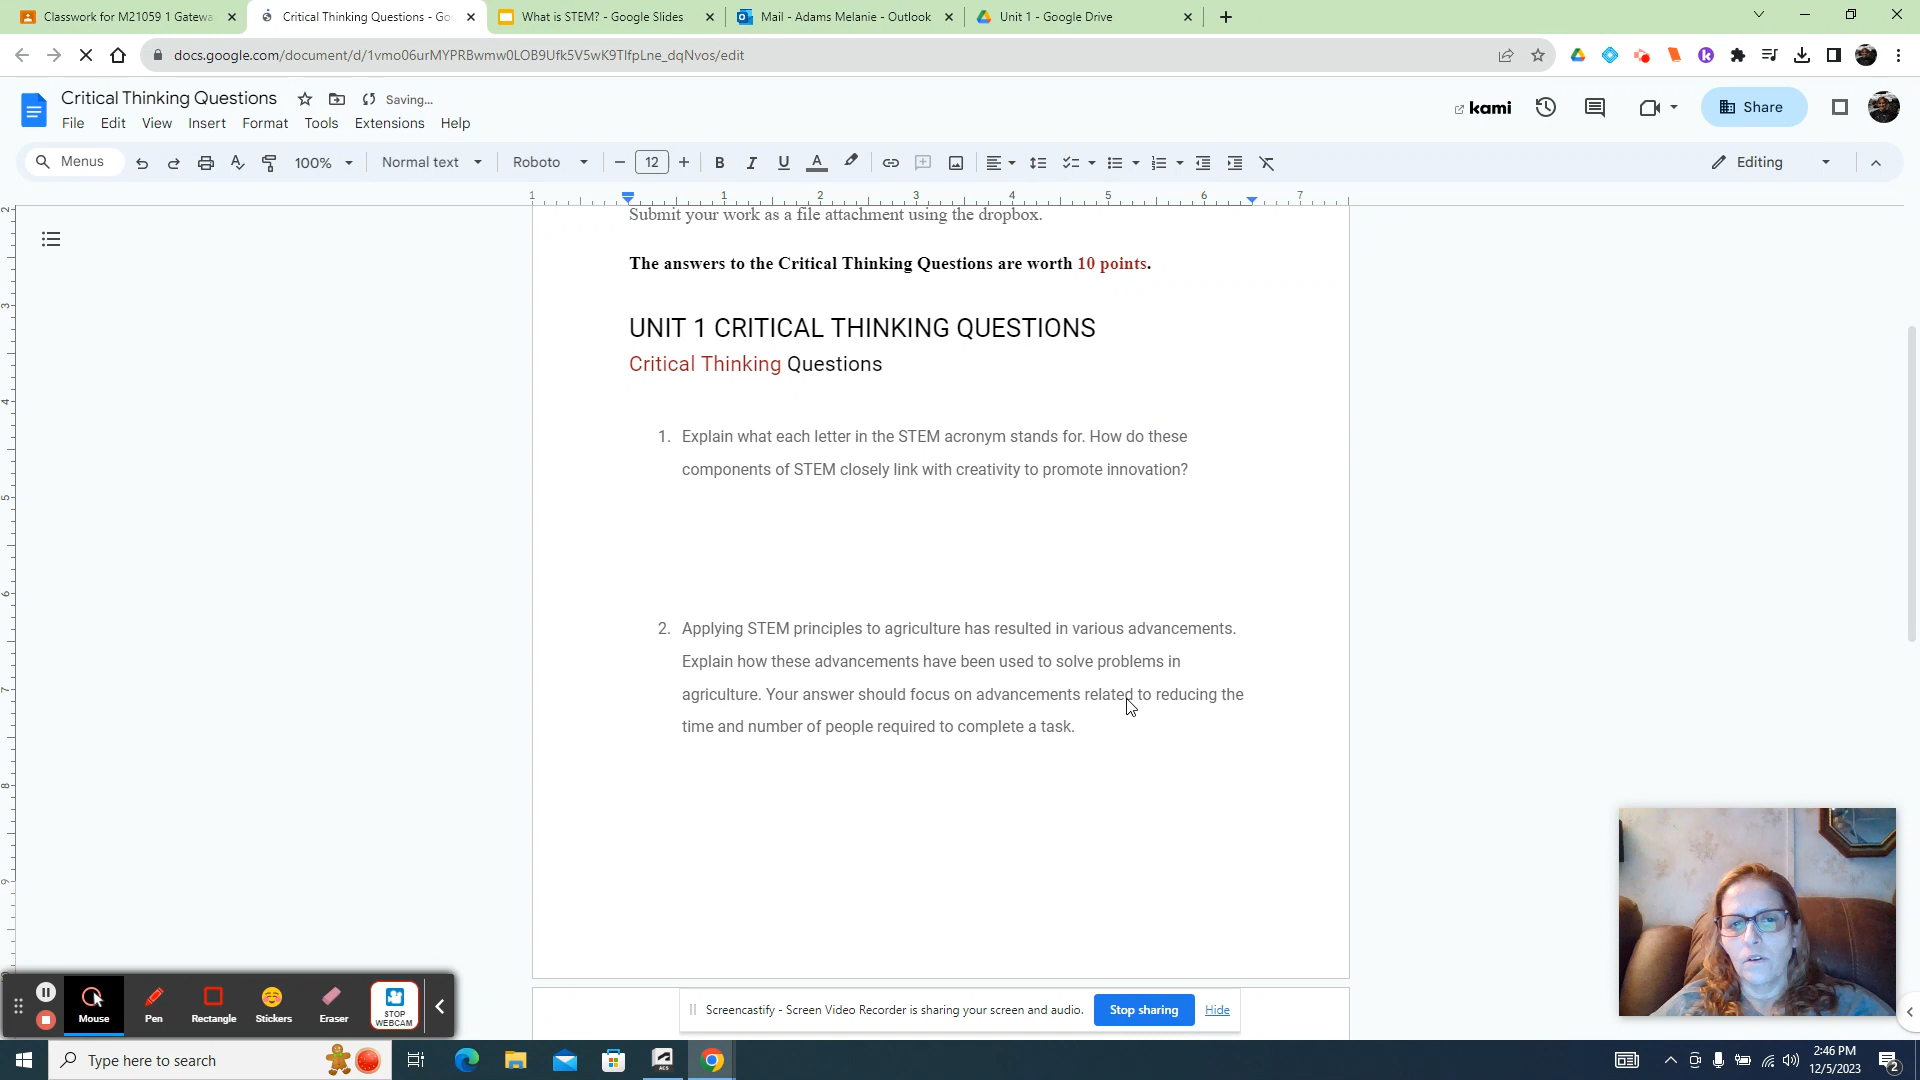 Classwork for M21059 1 Gatewa
Critical Thinking Questions - Go
What is STEM? - Google Slides
Mail - Adams Melanie - Outlook
Unit 1 - Google Drive
docs.google.com/document/d/1vmo06urMYPRBwmw0LOB9Ufk5V5wK9TIfpLne_dqNvos/edit
Critical Thinking Questions
Saving...
kami
Share
File Edit View Insert Format Tools Extensions Help
Menus
100%
Normal text
Roboto
12
Editing
1 1 2 3 4 5 6 7
Submit your work as a file attachment using the dropbox.
The answers to the Critical Thinking Questions are worth 10 points.
UNIT 1 CRITICAL THINKING QUESTIONS
Critical Thinking Questions
1. Explain what each letter in the STEM acronym stands for. How do these
components of STEM closely link with creativity to promote innovation?
2. Applying STEM principles to agriculture has resulted in various advancements.
Explain how these advancements have been used to solve problems in
agriculture. Your answer should focus on advancements related to reducing the
time and number of people required to complete a task.
Mouse
Pen
Rectangle
Stickers
Eraser
STOP
WEBCAM
Screencastify - Screen Video Recorder is sharing your screen and audio.
Stop sharing
Hide
Type here to search
2:46 PM
12/5/2023
2